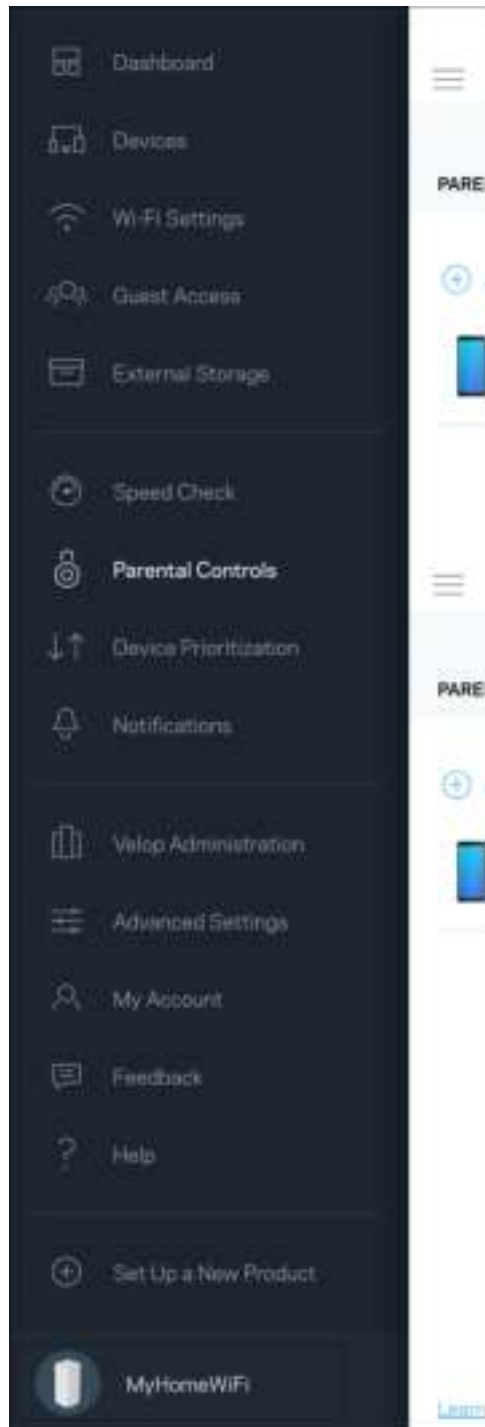 Dashboard
Devices
PARE
Wi-Fi Settings
Guest Access
External Storage
Speed Check
Parental Controls
Device Prioritization
PARE
Notifications
Velop Administration
Advanced Settings
My Account
Feedback
Help
Set Up a New Product
MyHomeWiFi
Learn